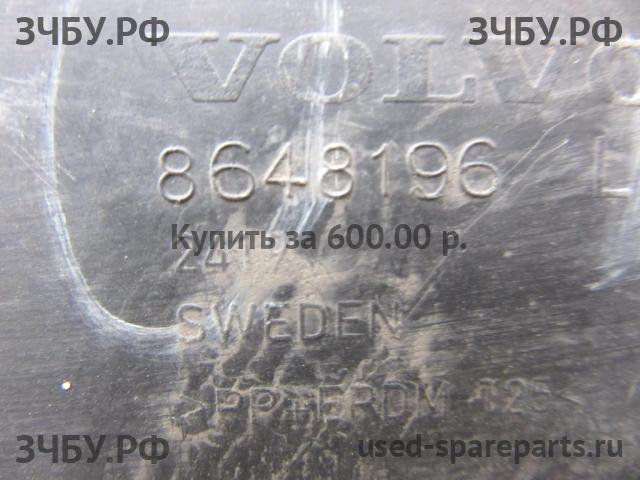 ЗЧБУ.РФ ЗЧБУ.РФ
VOLVO
8648196
Купить за 600.00 р.
SWEDEN
ЗЧБУ.РФ used-spareparts.ru